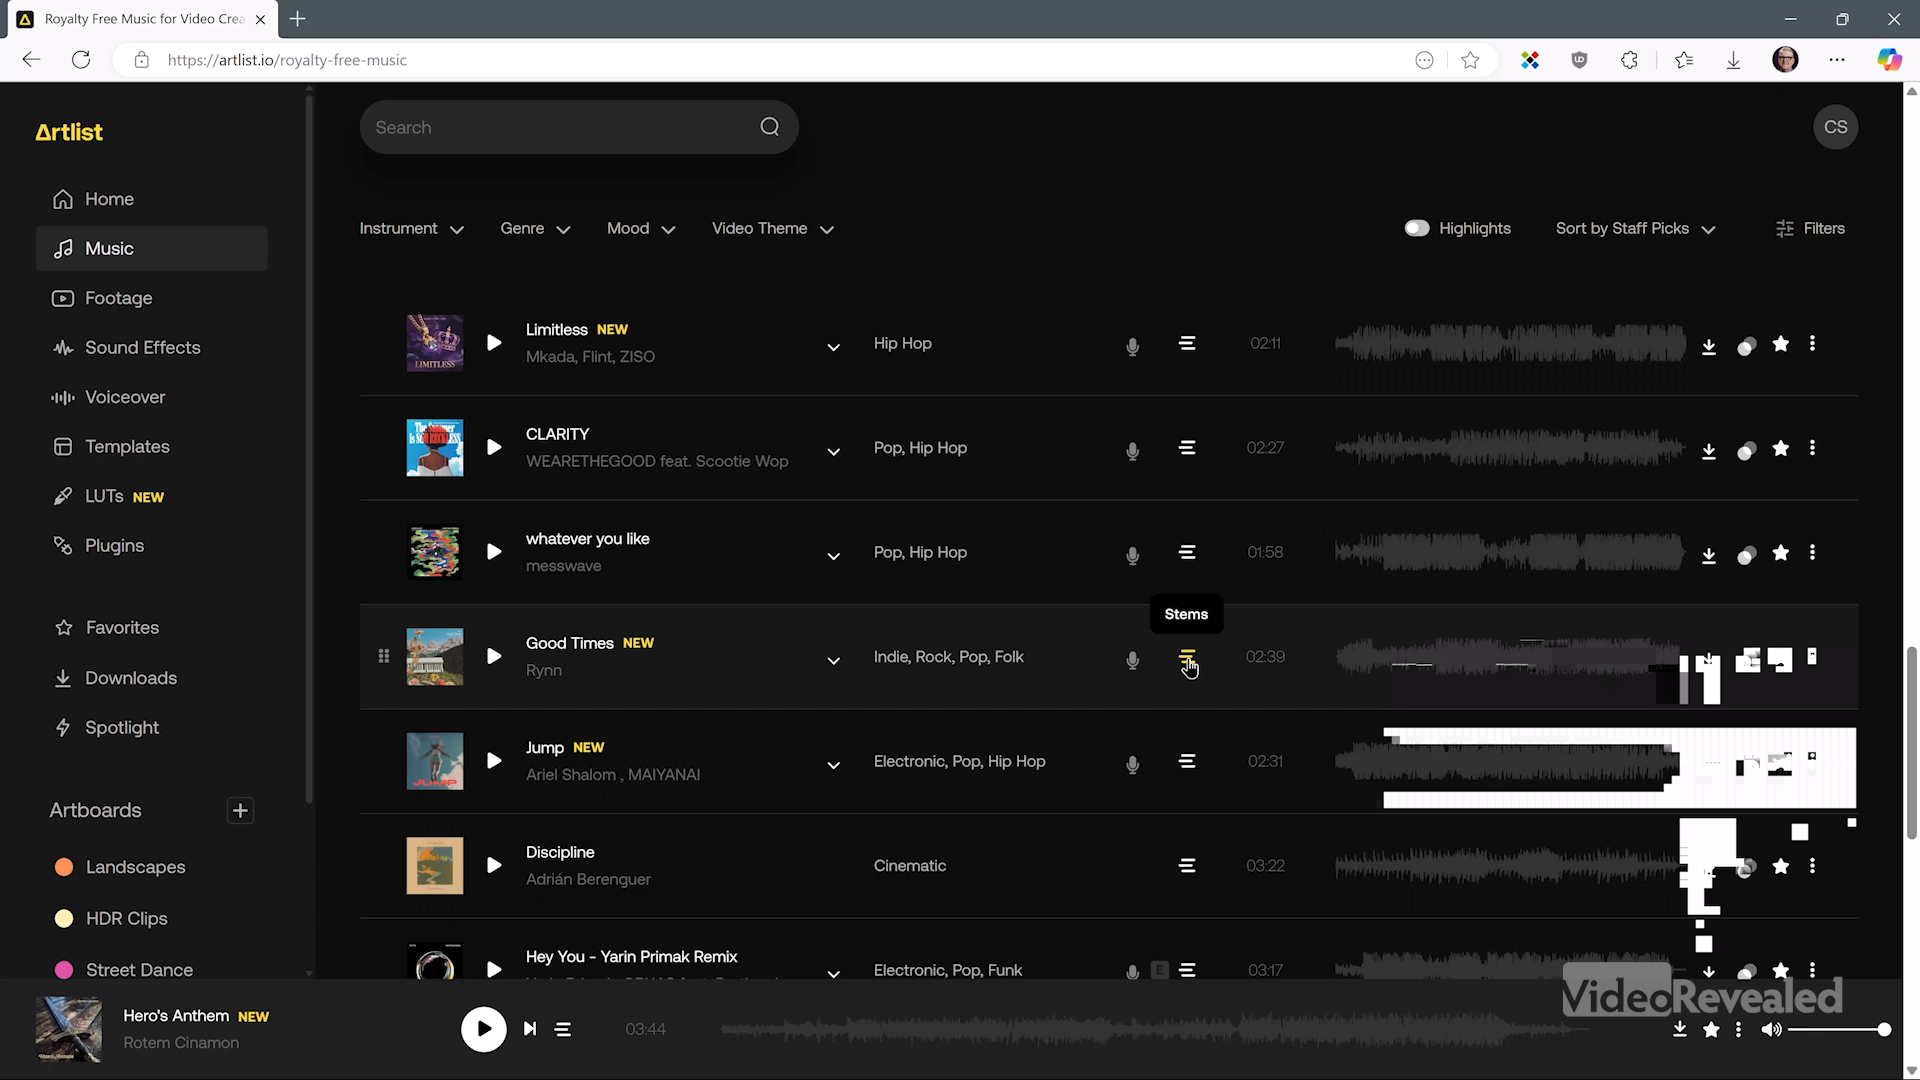 Royalty Free Music for Video Crea
https://artlist.io/royalty-free-music
Artlist
Search
CS
Home
Music
Footage
Sound Effects
Voiceover
Templates
LUTs NEW
Plugins
Favorites
Downloads
Spotlight
Artboards
Landscapes
HDR Clips
Street Dance
Instrument
Genre
Mood
Video Theme
Highlights
Sort by Staff Picks
Filters
LIMITLESS
Limitless NEW
Mkada, Flint, ZISO
Hip Hop
02:11
CLARITY
WEARETHEGOOD feat. Scootie Wop
Pop, Hip Hop
02:27
whatever you like
messwave
Pop, Hip Hop
01:58
Stems
Good Times NEW
Rynn
Indie, Rock, Pop, Folk
02:39
JUMP
Jump NEW
Ariel Shalom , MAIYANAI
Electronic, Pop, Hip Hop
02:31
Discipline
Adrián Berenguer
Cinematic
03:22
Hey You - Yarin Primak Remix
Electronic, Pop, Funk
E
03:17
Hero's Anthem NEW
Rotem Cinamon
03:44
VideoRevealed